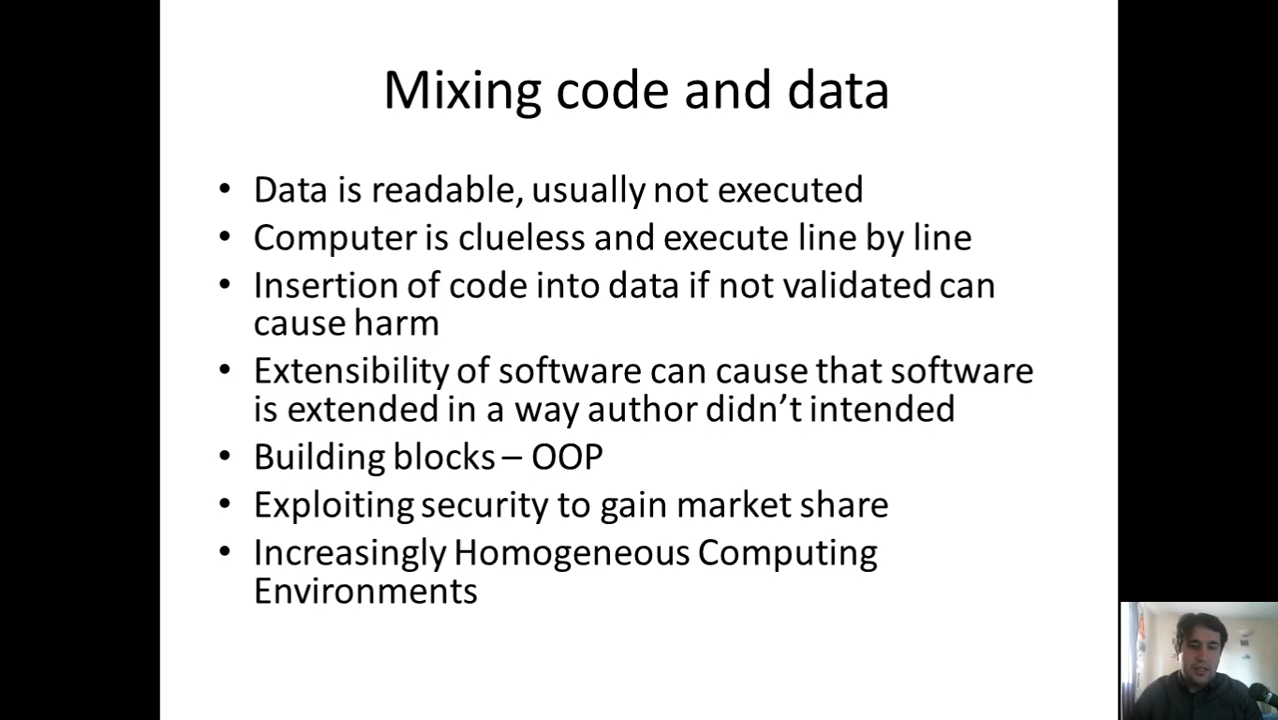 Mixing code and data
• Data is readable, usually not executed
• Computer is clueless and execute line by line
• Insertion of code into data if not validated can
cause harm
• Extensibility of software can cause that software
is extended in a way author didn’t intended
• Building blocks – OOP
• Exploiting security to gain market share
• Increasingly Homogeneous Computing
Environments